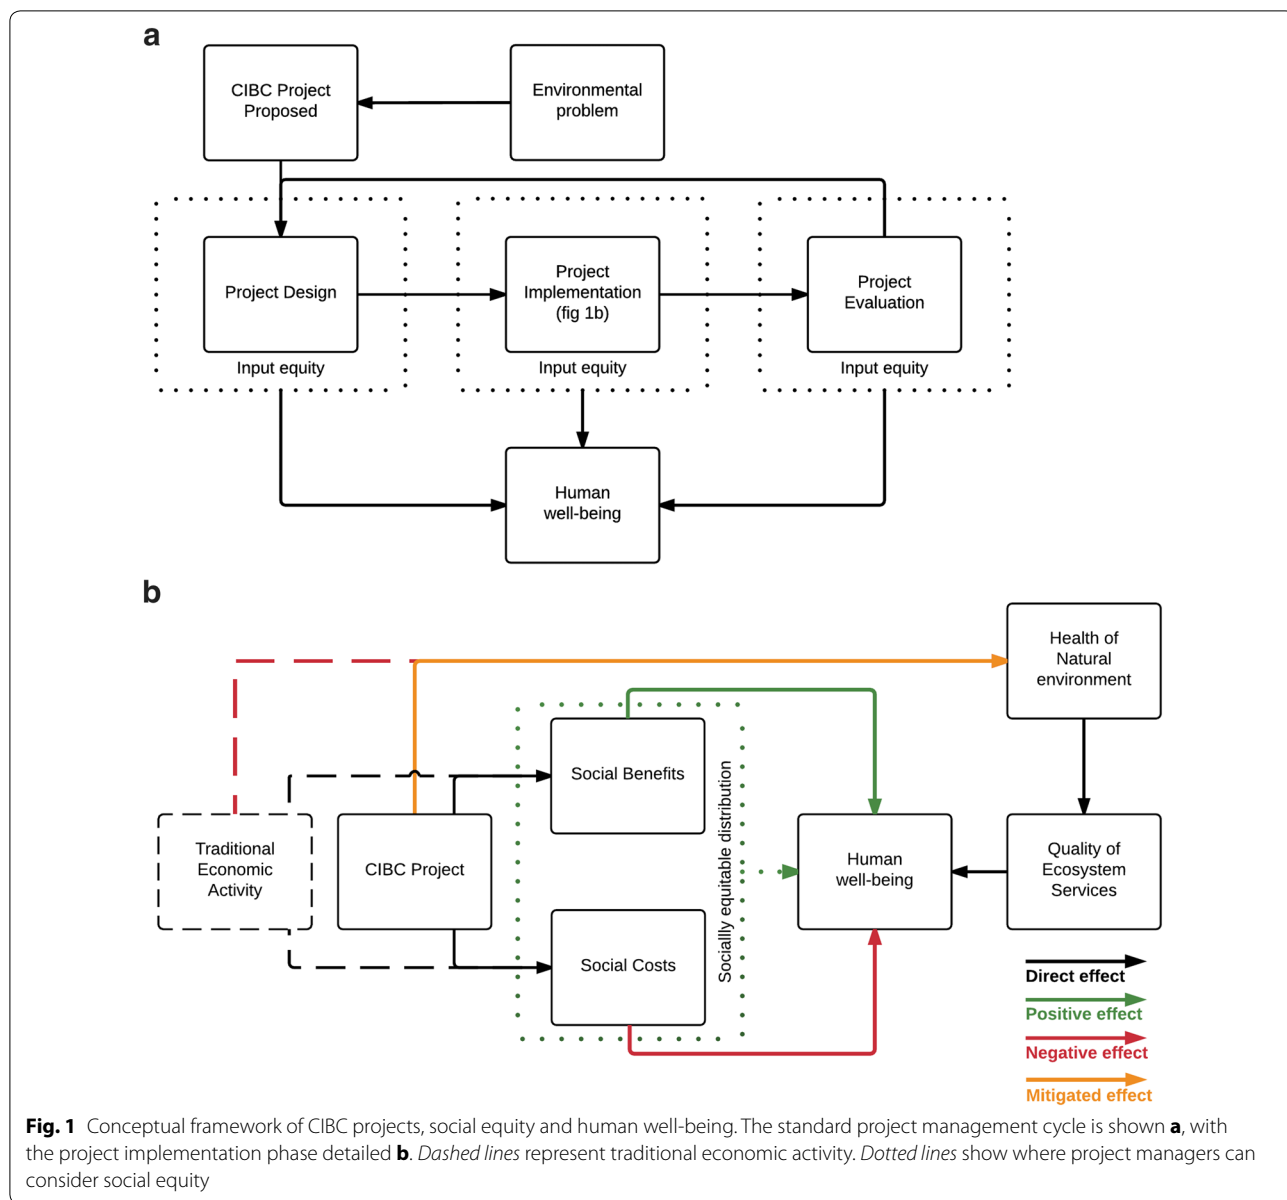 a
CIBC Project
Proposed
Environmental
problem
Project Design
Project
Implementation
(fig 1b)
Project
Evaluation
Input equity
Input equity
Input equity
Human
well-being
b
Health of
Natural
environment
Social Benefits
Traditional
Economic
Activity
CIBC Project
Sociallly equitable distribution
Human
well-being
Quality of
Ecosystem
Services
Social Costs
Direct effect
Positive effect
Negative effect
Mitigated effect
Fig. 1 Conceptual framework of CIBC projects, social equity and human well-being. The standard project management cycle is shown a, with
the project implementation phase detailed b. Dashed lines represent traditional economic activity. Dotted lines show where project managers can
consider social equity